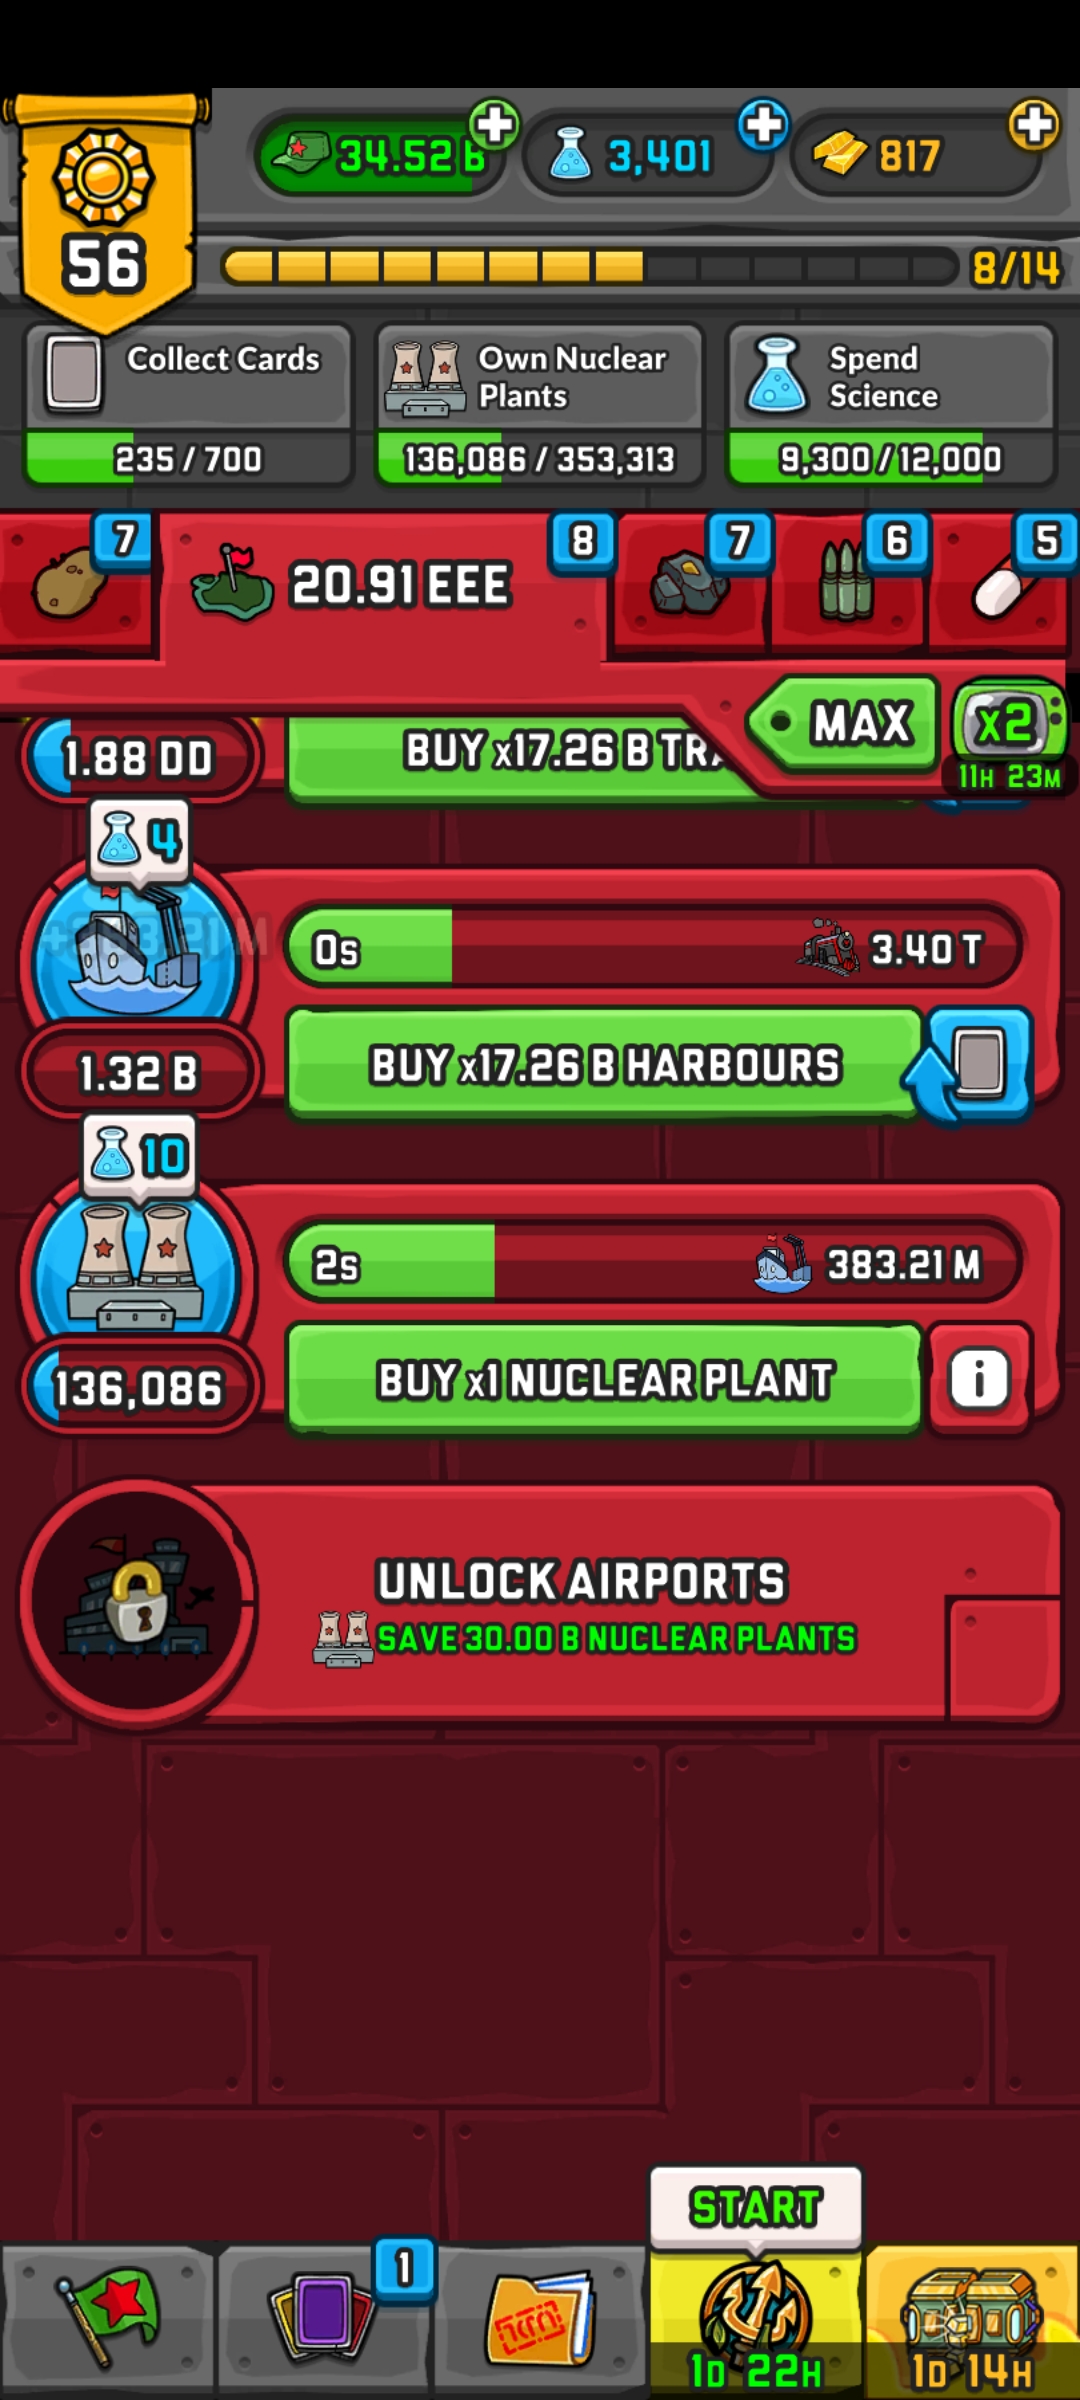 34.52 B
3,401
817
56
8/14
Collect Cards
235 / 700
Own Nuclear
Plants
136,086 / 353,313
Spend
Science
9,300 / 12,000
7
20.91 EEE
8
7
6
5
MAX
x2
11H 23M
1.88 DD
BUY x17.26 B TRA
4
+383.21 M
0s
3.40 T
1.32 B
BUY x17.26 B HARBOURS
10
2s
383.21 M
136,086
BUY x1 NUCLEAR PLANT
i
UNLOCK AIRPORTS
SAVE 30.00 B NUCLEAR PLANTS
START
1
1D 22H
1D 14H